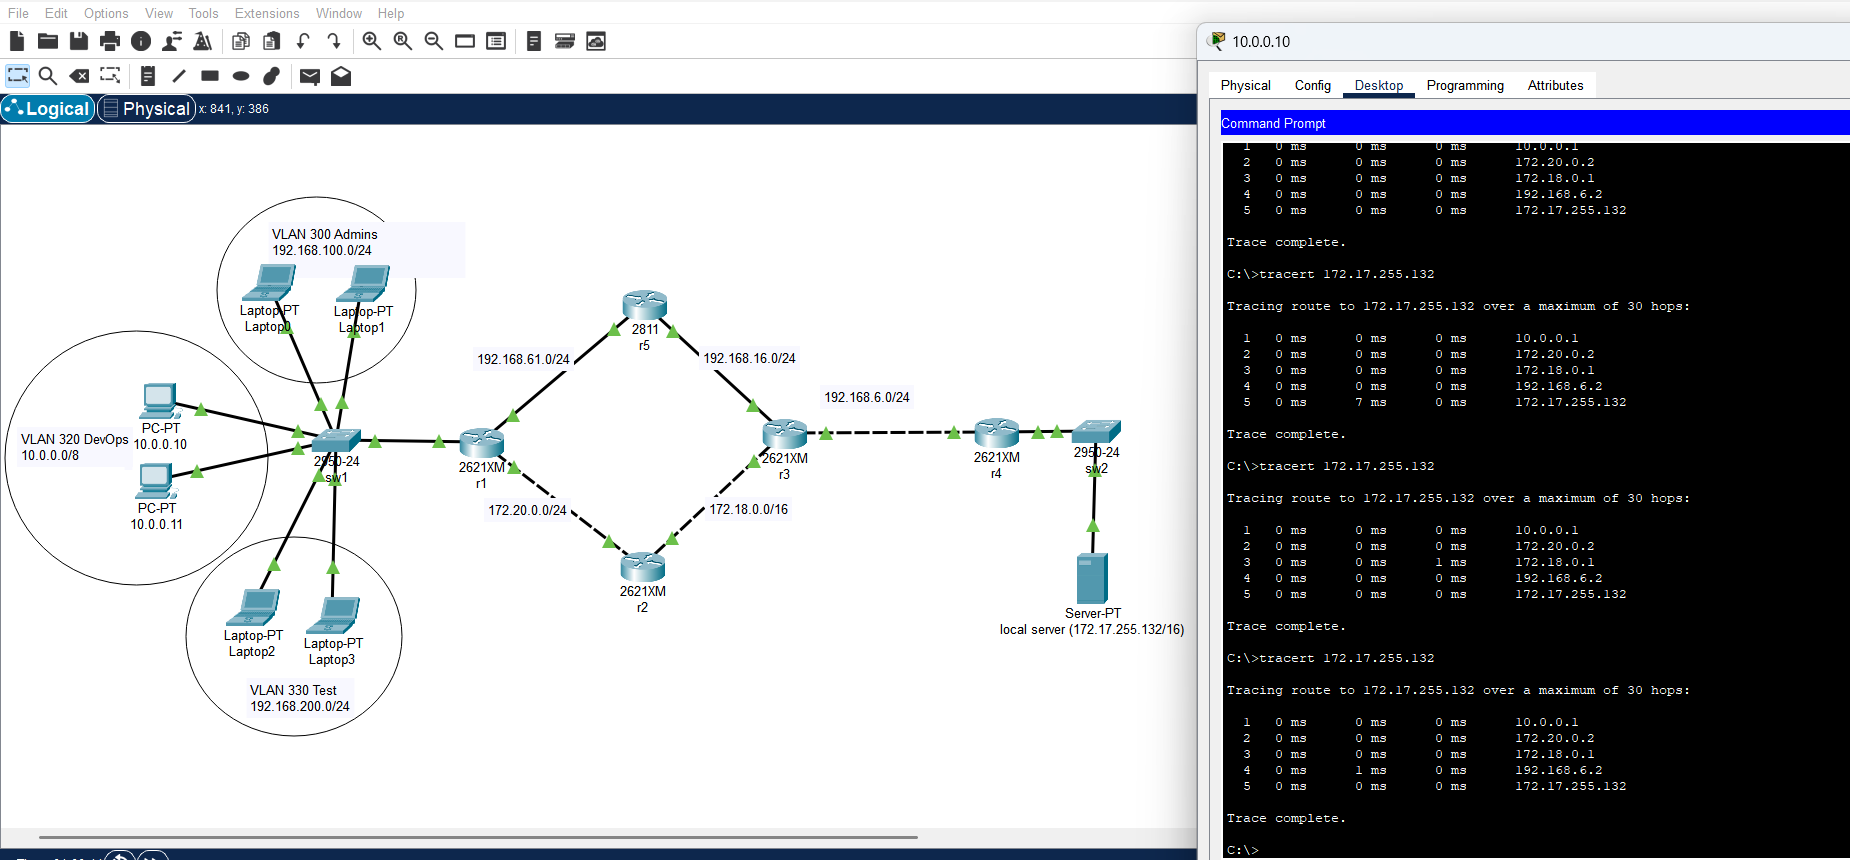 File Edit Options View Tools Extensions Window Help
Logical Physical x: 841, y: 386
VLAN 300 Admins
192.168.100.0/24
Laptop-PT
Laptop0
Laptop-PT
Laptop1
PC-PT
10.0.0.10
VLAN 320 DevOps
10.0.0.0/8
PC-PT
10.0.0.11
2950-24
sw1
Laptop-PT
Laptop2
Laptop-PT
Laptop3
VLAN 330 Test
192.168.200.0/24
2621XM
r1
192.168.61.0/24
2811
r5
192.168.16.0/24
172.20.0.0/24
172.18.0.0/16
2621XM
r2
2621XM
r3
192.168.6.0/24
2621XM
r4
2950-24
sw2
Server-PT
local server (172.17.255.132/16)
10.0.0.10
Physical Config Desktop Programming Attributes
Command Prompt
1 0 ms 0 ms 0 ms 10.0.0.1
2 0 ms 0 ms 0 ms 172.20.0.2
3 0 ms 0 ms 0 ms 172.18.0.1
4 0 ms 0 ms 0 ms 192.168.6.2
5 0 ms 0 ms 0 ms 172.17.255.132
Trace complete.
C:\>tracert 172.17.255.132
Tracing route to 172.17.255.132 over a maximum of 30 hops:
1 0 ms 0 ms 0 ms 10.0.0.1
2 0 ms 0 ms 0 ms 172.20.0.2
3 0 ms 0 ms 0 ms 172.18.0.1
4 0 ms 0 ms 0 ms 192.168.6.2
5 0 ms 7 ms 0 ms 172.17.255.132
Trace complete.
C:\>tracert 172.17.255.132
Tracing route to 172.17.255.132 over a maximum of 30 hops:
1 0 ms 0 ms 0 ms 10.0.0.1
2 0 ms 0 ms 0 ms 172.20.0.2
3 0 ms 0 ms 1 ms 172.18.0.1
4 0 ms 0 ms 0 ms 192.168.6.2
5 0 ms 0 ms 0 ms 172.17.255.132
Trace complete.
C:\>tracert 172.17.255.132
Tracing route to 172.17.255.132 over a maximum of 30 hops:
1 0 ms 0 ms 0 ms 10.0.0.1
2 0 ms 0 ms 0 ms 172.20.0.2
3 0 ms 0 ms 0 ms 172.18.0.1
4 0 ms 1 ms 0 ms 192.168.6.2
5 0 ms 0 ms 0 ms 172.17.255.132
Trace complete.
C:\>